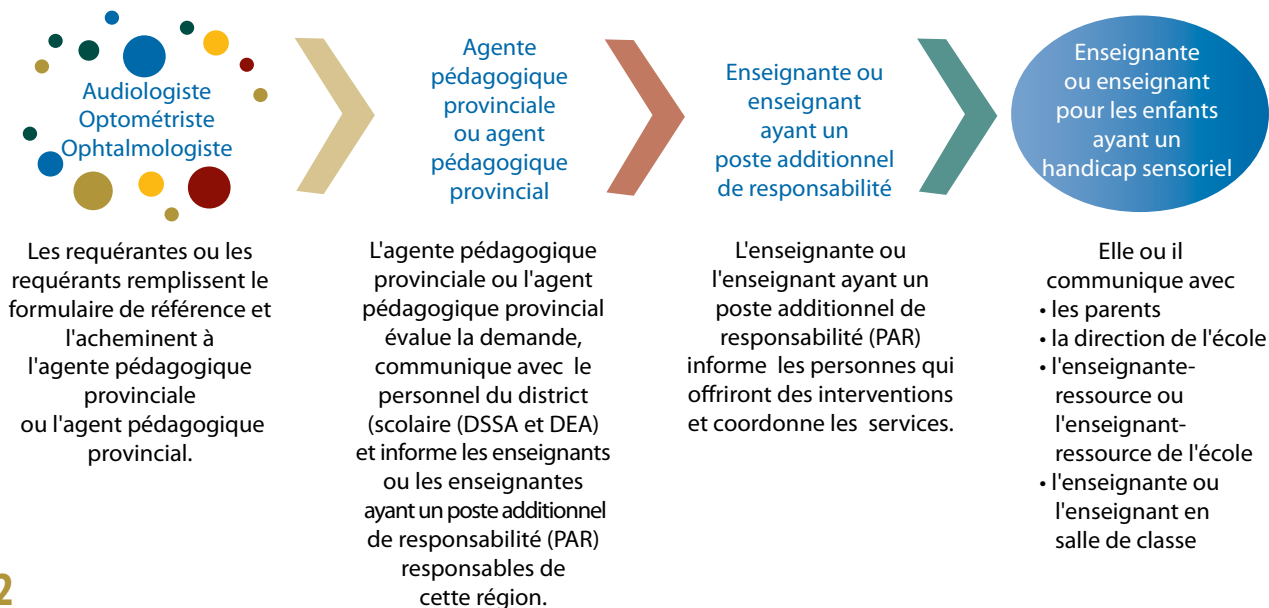 Audiologiste
Optométriste
Ophtalmologiste
Agente
pédagogique
provinciale
ou agent
pédagogique
provincial
Enseignante ou
enseignant
ayant un
poste additionnel
de responsabilité
Enseignante
ou enseignant
pour les enfants
ayant un
handicap sensoriel
Les requérantes ou les
requérants remplissent le
formulaire de référence et
l'acheminent à
l'agente pédagogique
provinciale
ou l'agent pédagogique
provincial.
L'agente pédagogique
provinciale ou l'agent
pédagogique provincial
évalue la demande,
communique avec le
personnel du district
(scolaire (DSSA et DEA)
et informe les enseignants
ou les enseignantes
ayant un poste additionnel
de responsabilité (PAR)
responsables de
cette région.
L'enseignante ou
l'enseignant ayant un
poste additionnel de
responsabilité (PAR)
informe les personnes qui
offriront des interventions
et coordonne les services.
Elle ou il
communique avec
• les parents
• la direction de l'école
• l'enseignante-
ressource ou
l'enseignant-
ressource de l'école
• l'enseignante ou
l'enseignant en
salle de classe
2